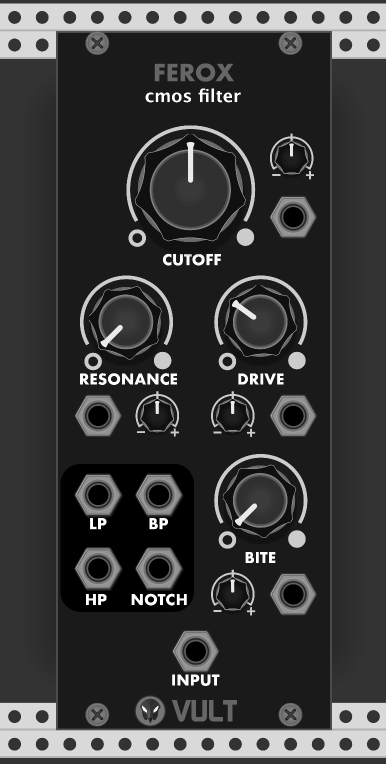 FEROX
cmos filter
- +
CUTOFF
RESONANCE
DRIVE
- +
- +
LP
BP
BITE
HP
NOTCH
- +
INPUT
VULT